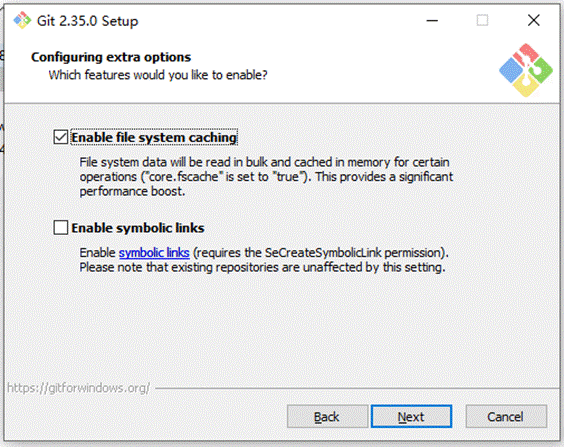 Git 2.35.0 Setup
Configuring extra options
Which features would you like to enable?
Enable file system caching
File system data will be read in bulk and cached in memory for certain
operations ("core.fscache" is set to "true"). This provides a significant
performance boost.
Enable symbolic links
Enable symbolic links (requires the SeCreateSymbolicLink permission).
Please note that existing repositories are unaffected by this setting.
https://gitforwindows.org/
Back Next Cancel